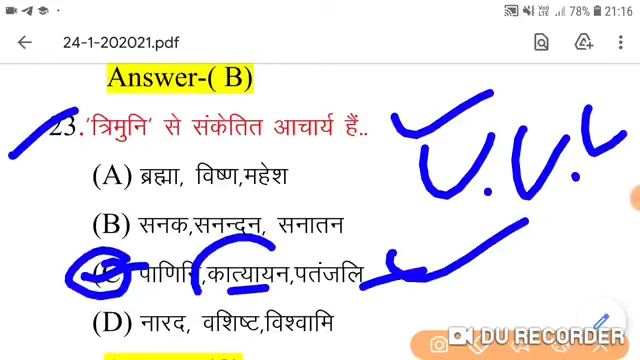 21:16
78%
24-1-202021.pdf
Answer-( B)
23.'त्रिमुनि' से संकेतित आचार्य हैं..
(A) ब्रह्मा, विष्ण,महेश
(B) सनक,सनन्दन, सनातन
(C) पाणिनि,कात्यायन,पतंजलि
(D) नारद, वशिष्ट,विश्वामि
DU RECORDER